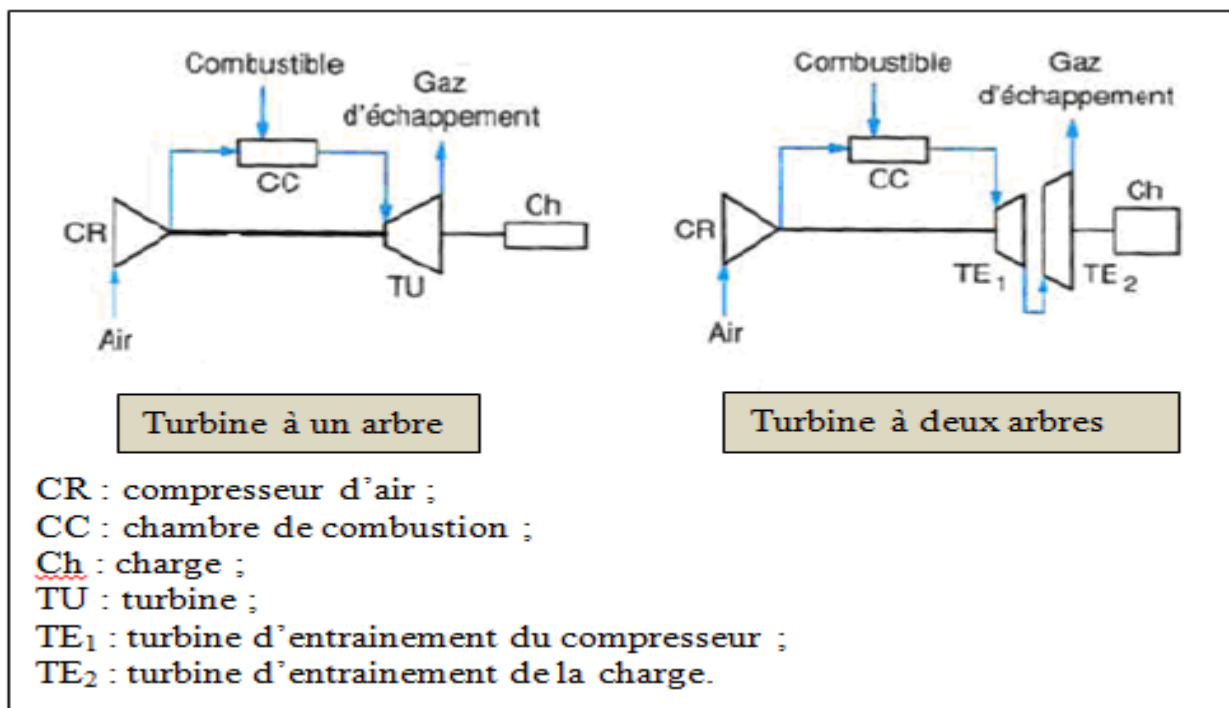 Combustible
Gaz
d'échappement
CC
CR
Ch
TU
Air
Turbine à un arbre
Combustible
Gaz
d'échappement
CC
Ch
CR
TE₁
TE₂
Air
Turbine à deux arbres
CR : compresseur d'air ;
CC : chambre de combustion ;
Ch : charge ;
TU : turbine ;
TE₁ : turbine d'entrainement du compresseur ;
TE₂ : turbine d'entrainement de la charge.